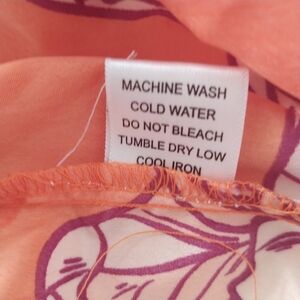 MACHINE WASH
COLD WATER
DO NOT BLEACH
TUMBLE DRY LOW
COOL IRON